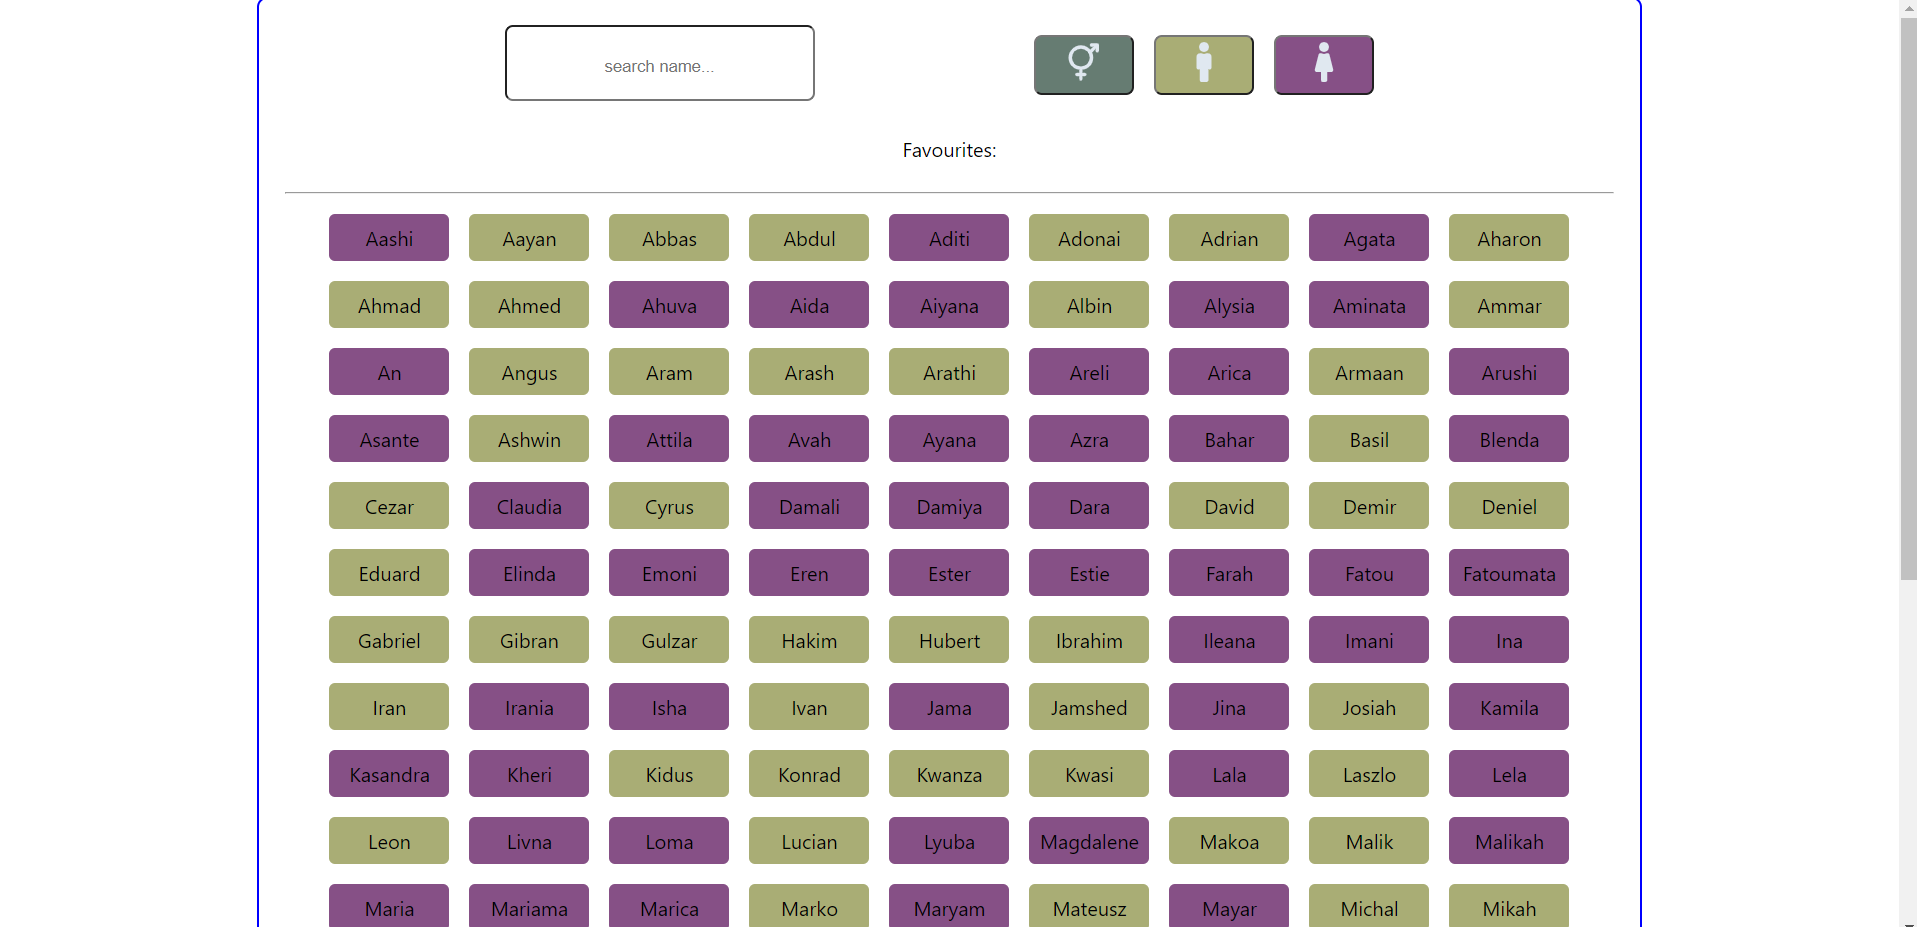 search name...
Favourites:
Aashi Aayan Abbas Abdul Aditi Adonai Adrian Agata Aharon
Ahmad Ahmed Ahuva Aida Aiyana Albin Alysia Aminata Ammar
An Angus Aram Arash Arathi Areli Arica Armaan Arushi
Asante Ashwin Attila Avah Ayana Azra Bahar Basil Blenda
Cezar Claudia Cyrus Damali Damiya Dara David Demir Deniel
Eduard Elinda Emoni Eren Ester Estie Farah Fatou Fatoumata
Gabriel Gibran Gulzar Hakim Hubert Ibrahim Ileana Imani Ina
Iran Irania Isha Ivan Jama Jamshed Jina Josiah Kamila
Kasandra Kheri Kidus Konrad Kwanza Kwasi Lala Laszlo Lela
Leon Livna Loma Lucian Lyuba Magdalene Makoa Malik Malikah
Maria Mariama Marica Marko Maryam Mateusz Mayar Michal Mikah